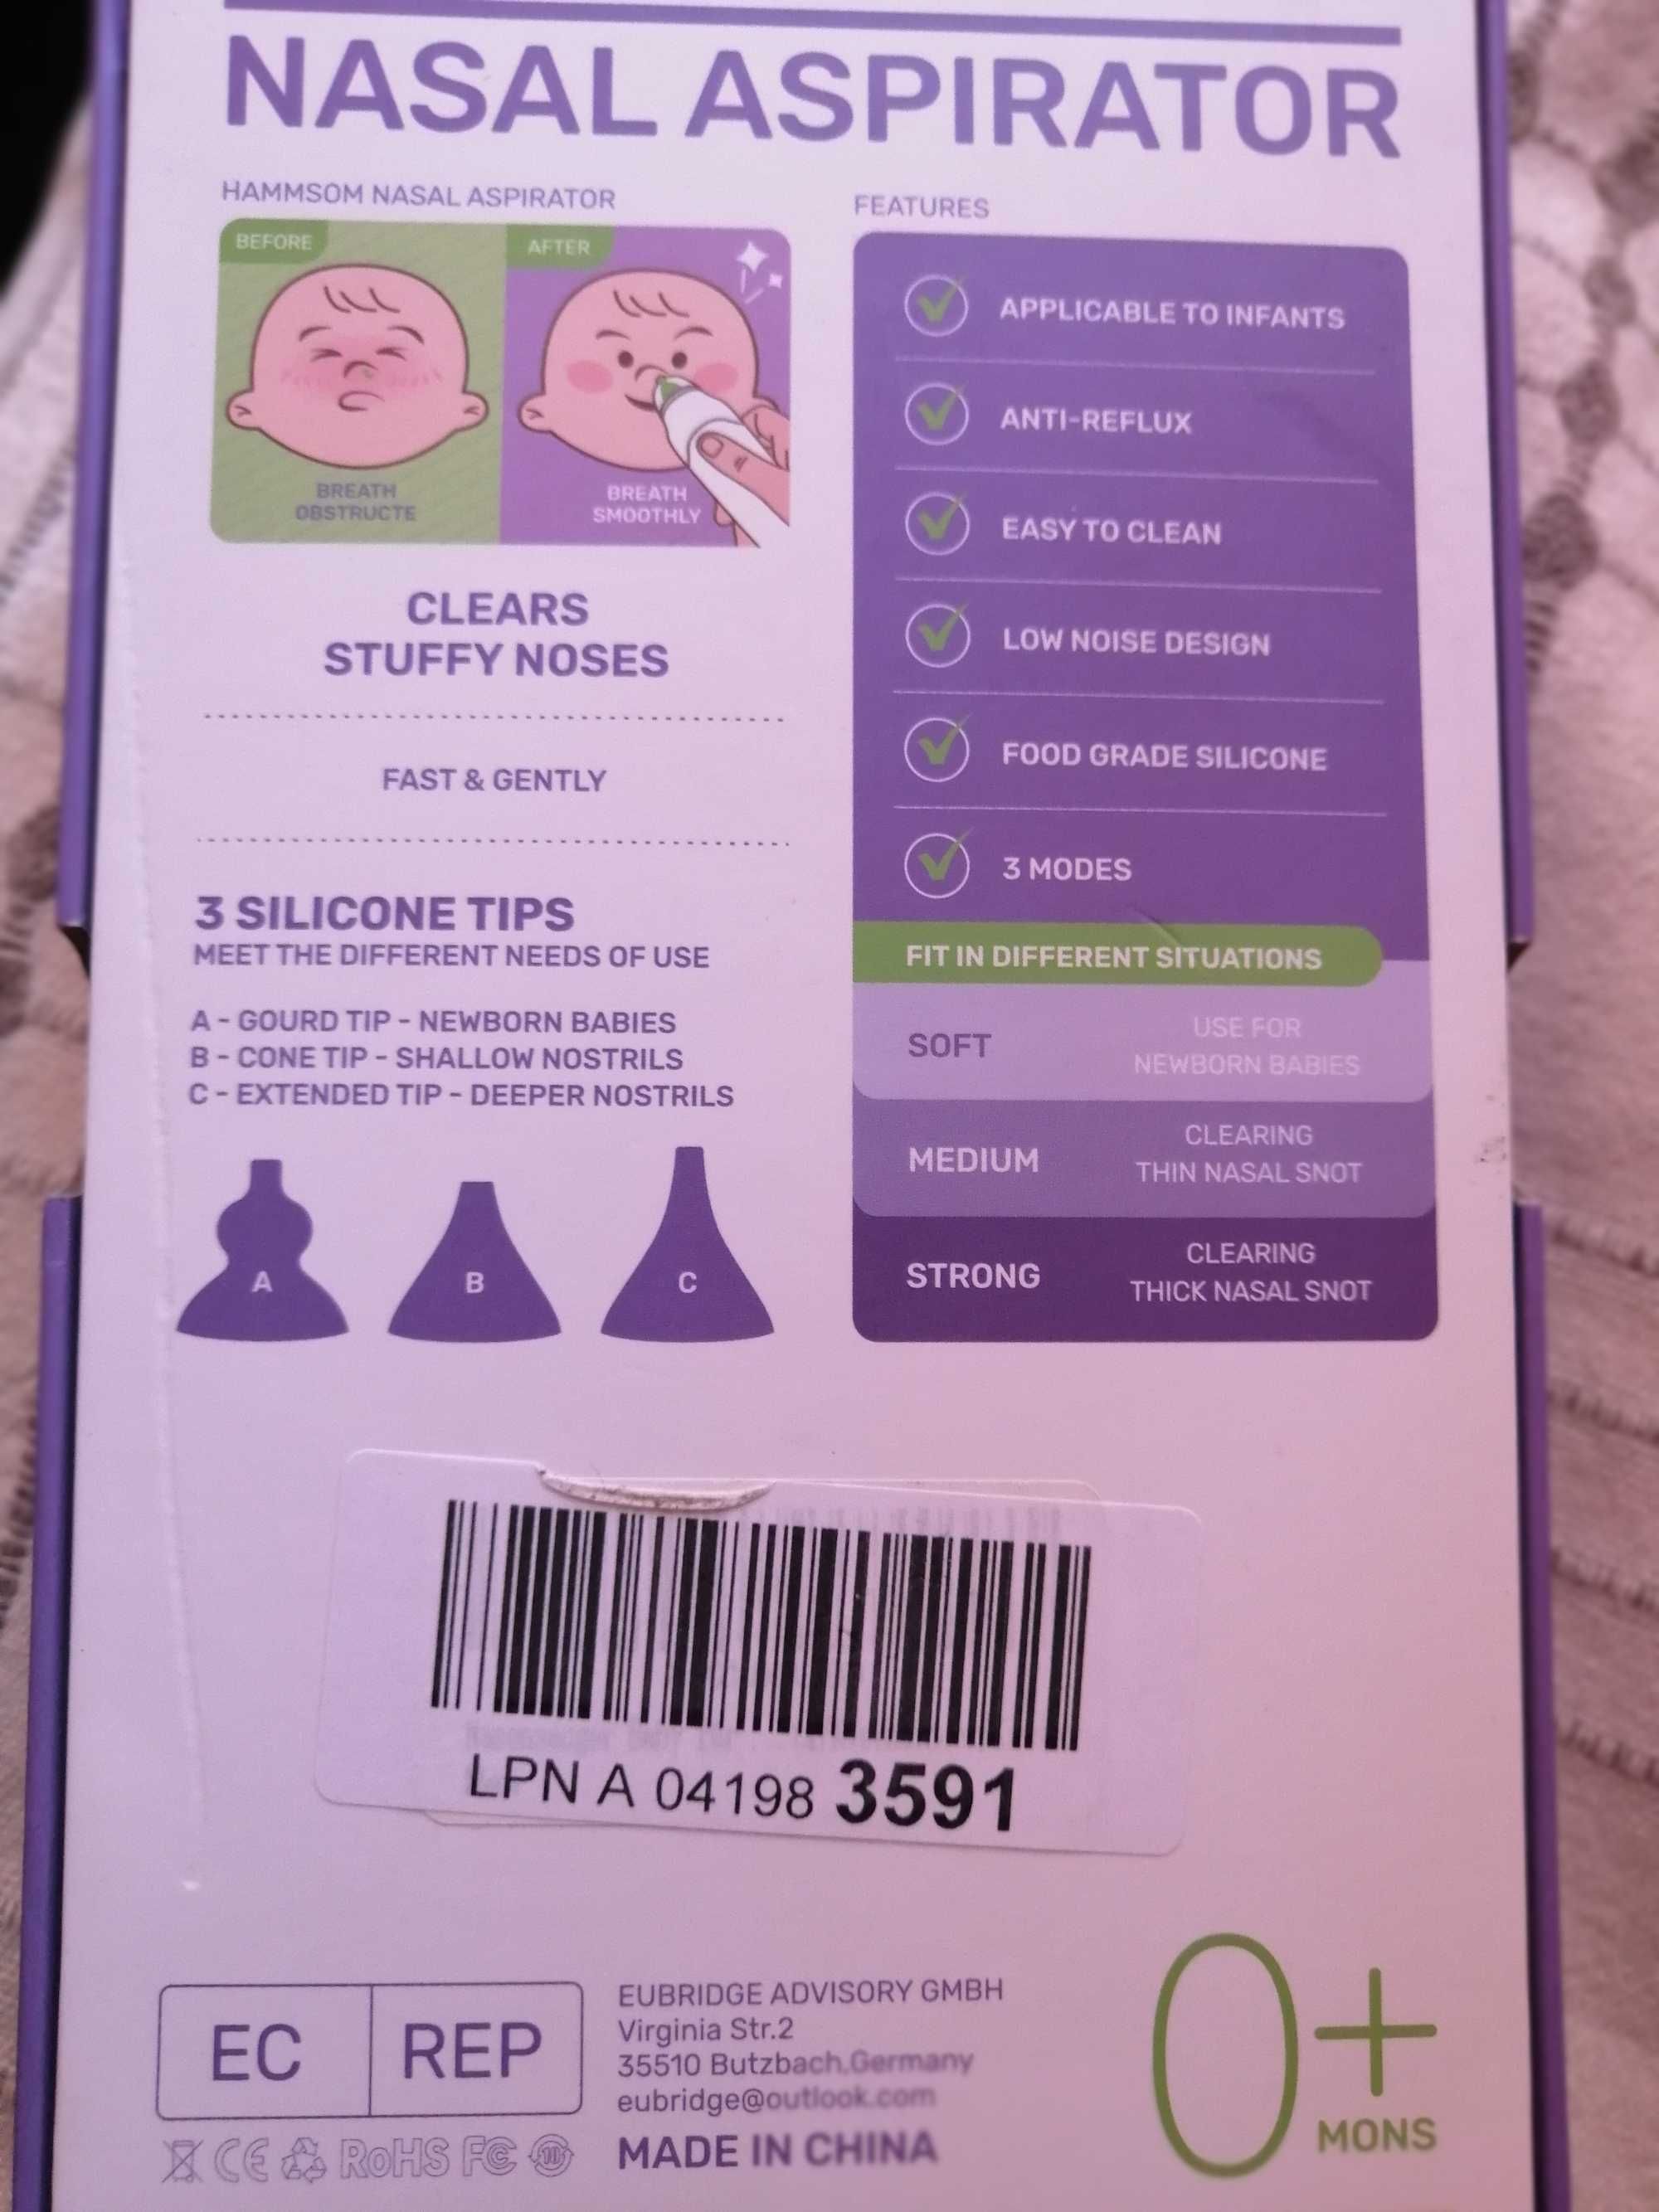 NASAL ASPIRATOR
HAMMSOM NASAL ASPIRATOR
BEFORE
AFTER
BREATH
OBSTRUCTE
BREATH
SMOOTHLY
CLEARS
STUFFY NOSES
FAST & GENTLY
3 SILICONE TIPS
MEET THE DIFFERENT NEEDS OF USE
A - GOURD TIP - NEWBORN BABIES
B - CONE TIP - SHALLOW NOSTRILS
C - EXTENDED TIP - DEEPER NOSTRILS
A
B
C
FEATURES
APPLICABLE TO INFANTS
ANTI-REFLUX
EASY TO CLEAN
LOW NOISE DESIGN
FOOD GRADE SILICONE
3 MODES
FIT IN DIFFERENT SITUATIONS
SOFT
USE FOR
NEWBORN BABIES
MEDIUM
CLEARING
THIN NASAL SNOT
STRONG
CLEARING
THICK NASAL SNOT
LPN A 04198 3591
EC REP
EUBRIDGE ADVISORY GMBH
Virginia Str.2
35510 Butzbach,Germany
eubridge@outlook.com
MADE IN CHINA
CE RoHS FC 10
0+
MONS